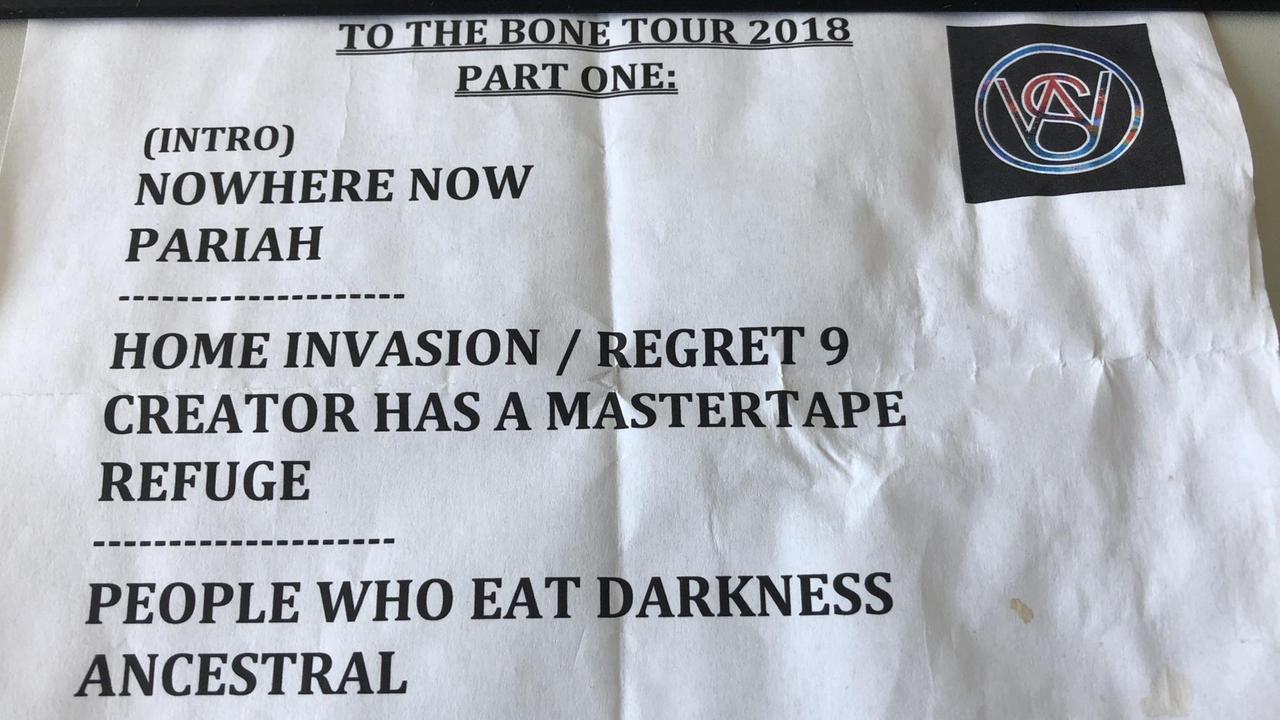 TO THE BONE TOUR 2018
PART ONE:
(INTRO)
NOWHERE NOW
PARIAH
---------------------
HOME INVASION / REGRET 9
CREATOR HAS A MASTERTAPE
REFUGE
---------------------
PEOPLE WHO EAT DARKNESS
ANCESTRAL